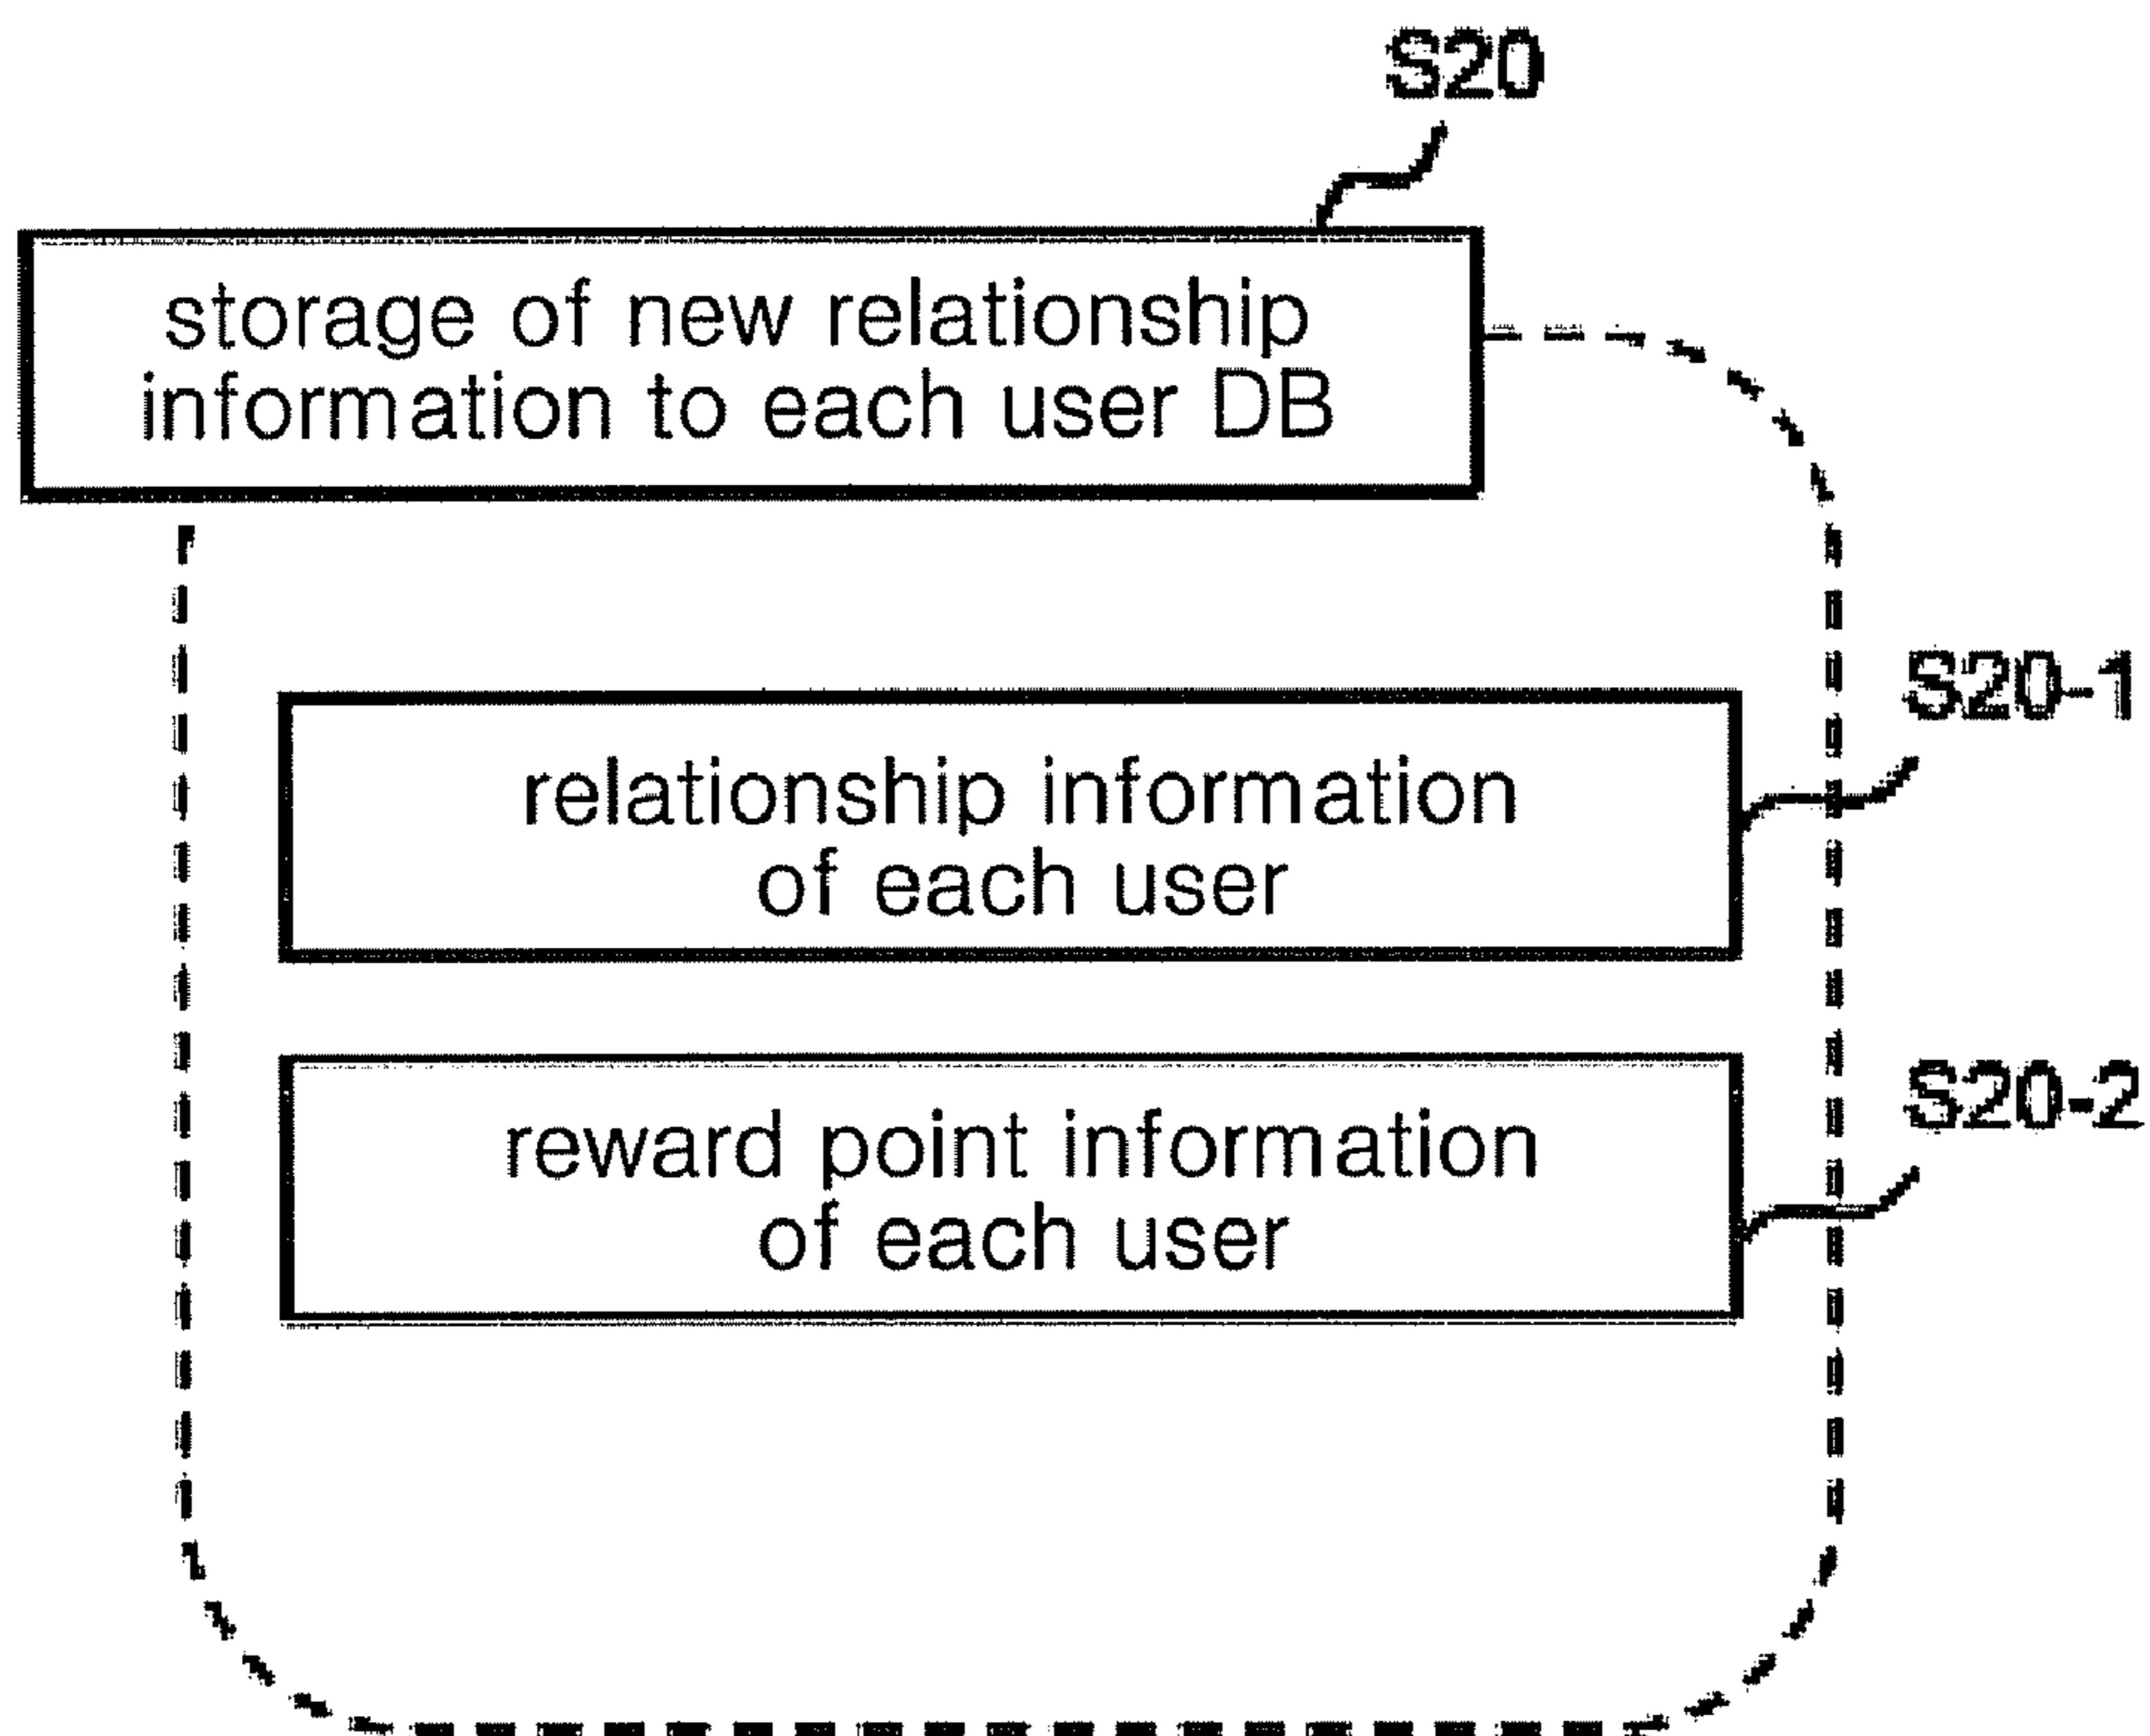 S20
storage of new relationship
information to each user DB
S20-1
relationship information
of each user
S20-2
reward point information
of each user